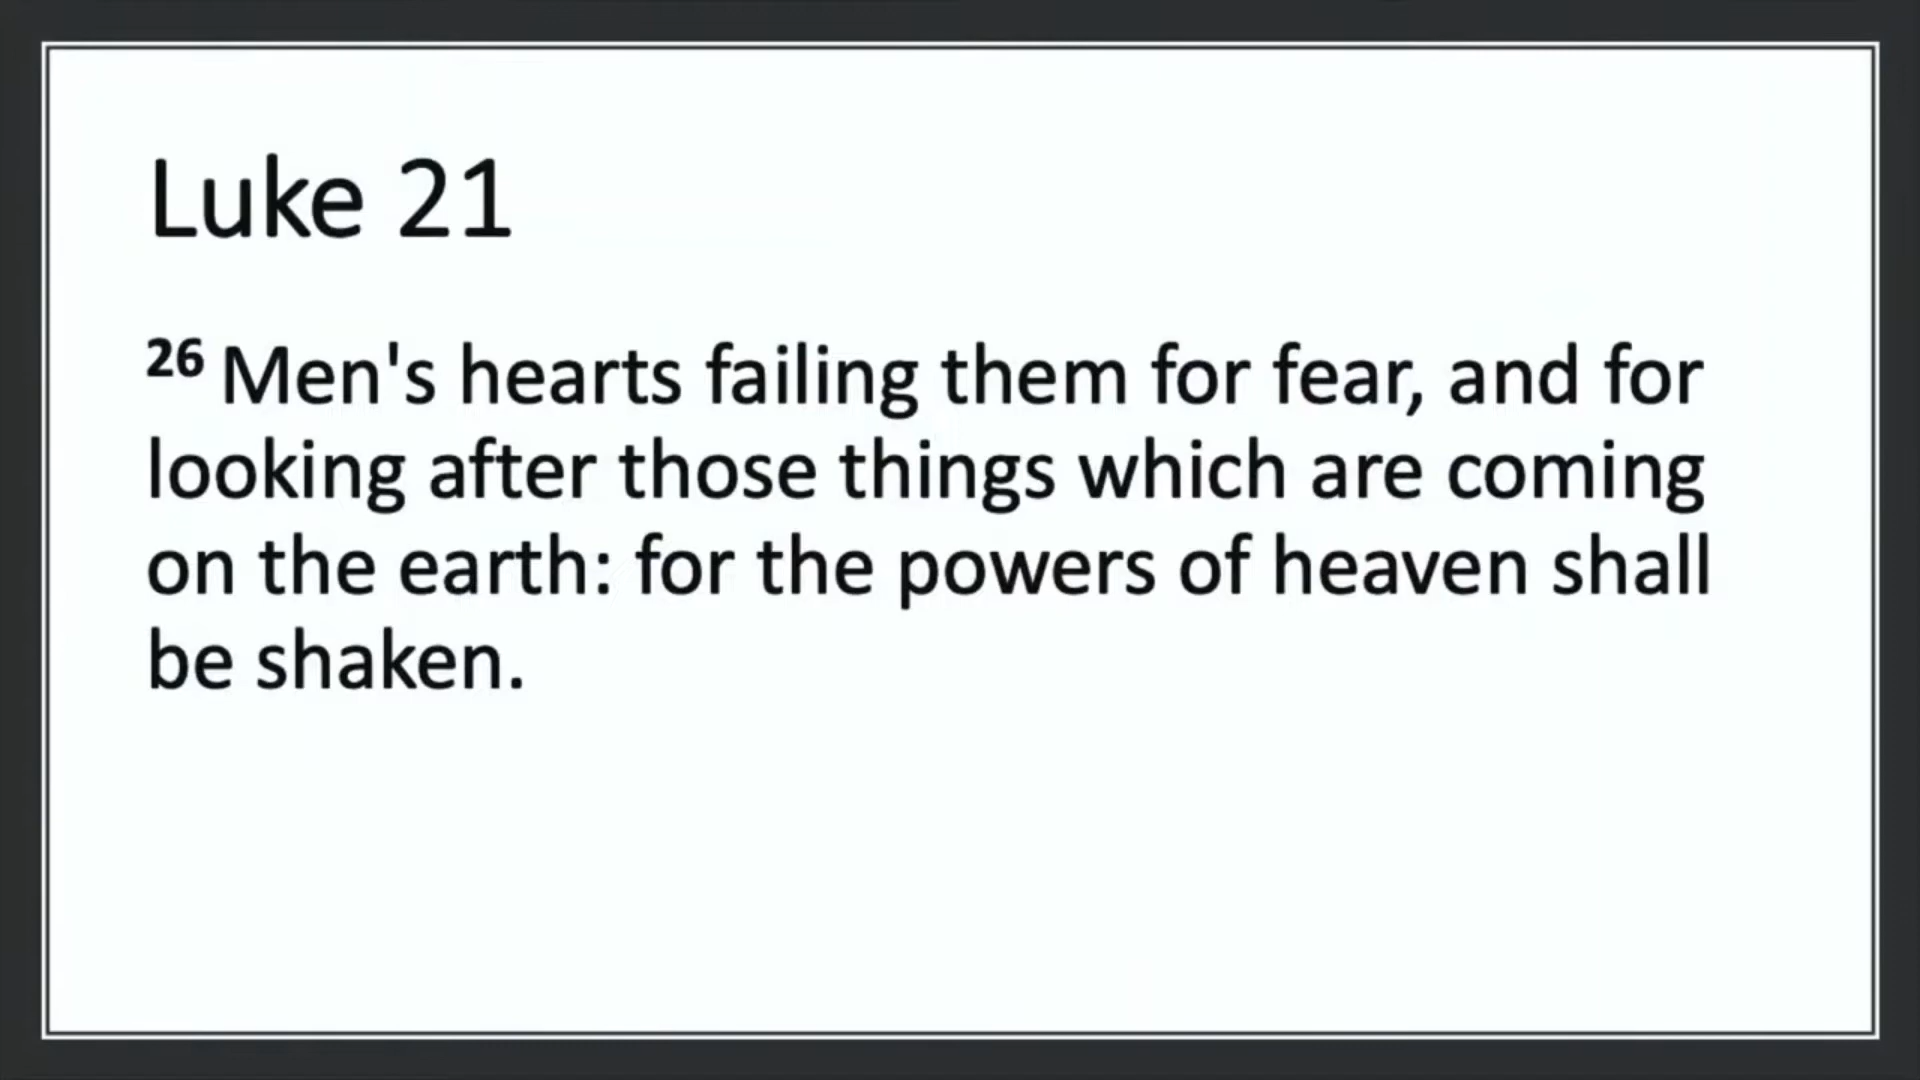 Luke 21
26 Men's hearts failing them for fear, and for
looking after those things which are coming
on the earth: for the powers of heaven shall
be shaken.